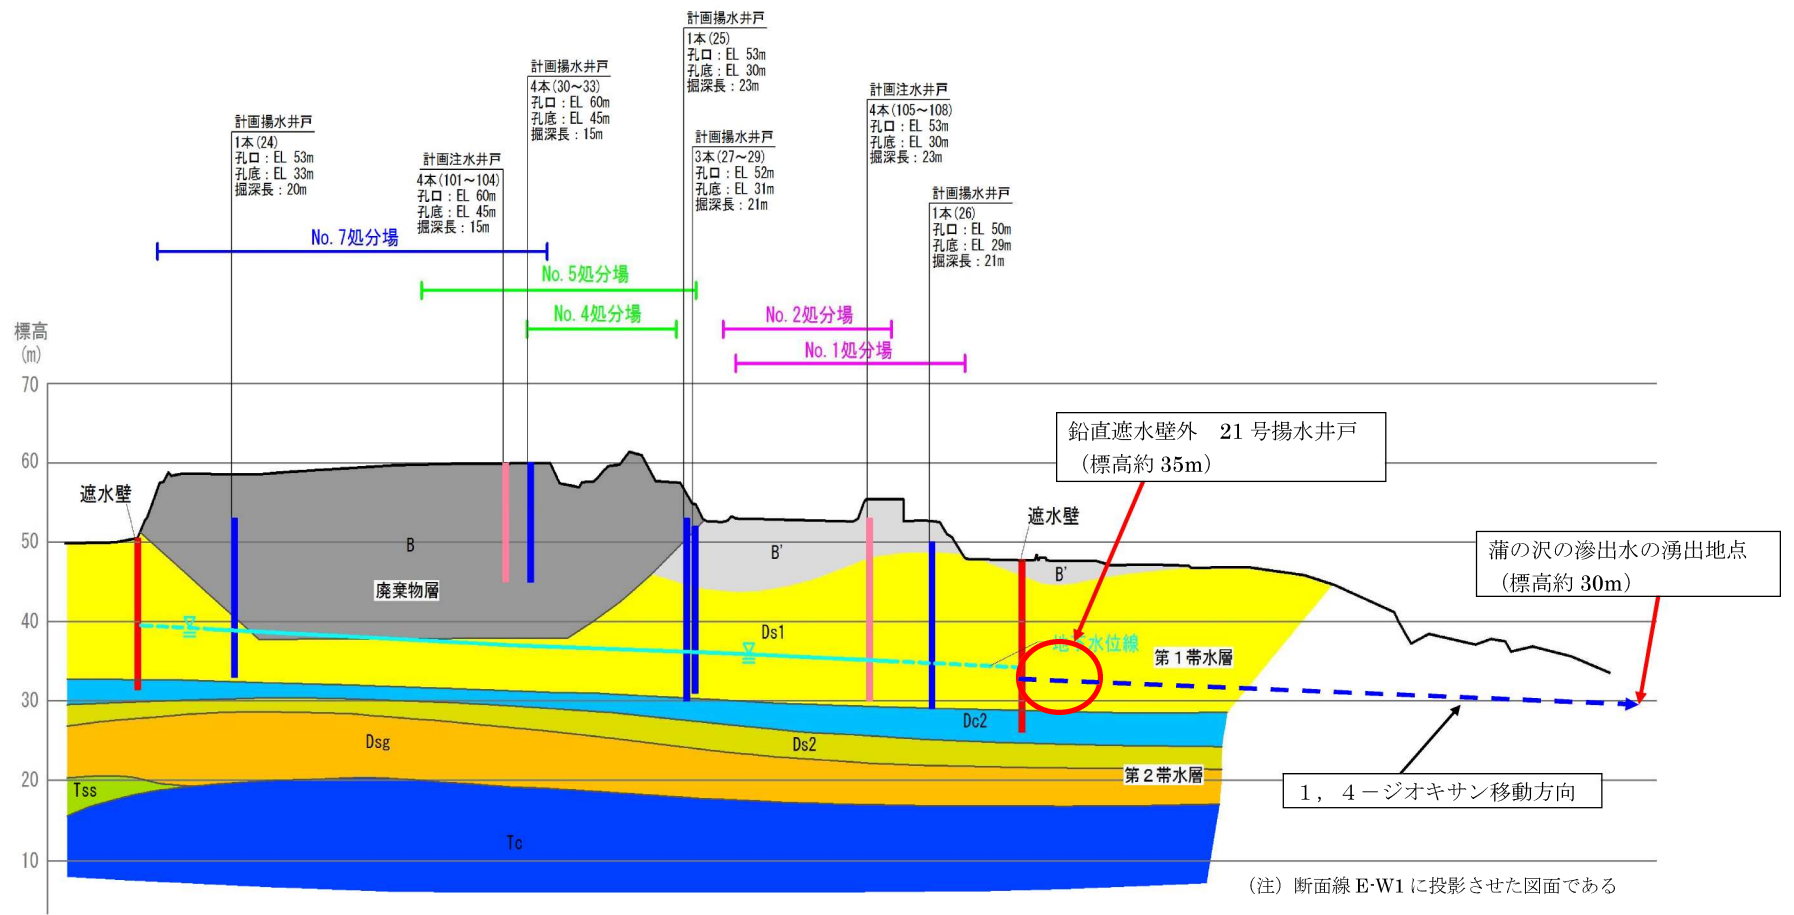 計画揚水井戸
1本(25)
孔口：EL 53m
孔底：EL 30m
掘深長：23m
計画揚水井戸
4本(30～33)
孔口：EL 60m
孔底：EL 45m
掘深長：15m
計画注水井戸
4本(105～108)
孔口：EL 53m
孔底：EL 30m
掘深長：23m
計画揚水井戸
1本(24)
孔口：EL 53m
孔底：EL 33m
掘深長：20m
計画揚水井戸
3本(27～29)
孔口：EL 52m
孔底：EL 31m
掘深長：21m
計画注水井戸
4本(101～104)
孔口：EL 60m
孔底：EL 45m
掘深長：15m
計画揚水井戸
1本(26)
孔口：EL 50m
孔底：EL 29m
掘深長：21m
No.7処分場
No.5処分場
No.4処分場
No.2処分場
No.1処分場
標高
(m)
70
60
50
40
30
20
10
鉛直遮水壁外　21号揚水井戸
（標高約35m）
遮水壁
遮水壁
蒲の沢の滲出水の湧出地点
（標高約30m）
B
廃棄物層
B'
B'
Ds1
地下水位線
第１帯水層
Dc2
Ds2
Dsg
第２帯水層
Tss
Tc
１，４－ジオキサン移動方向
（注）断面線E-W1に投影させた図面である